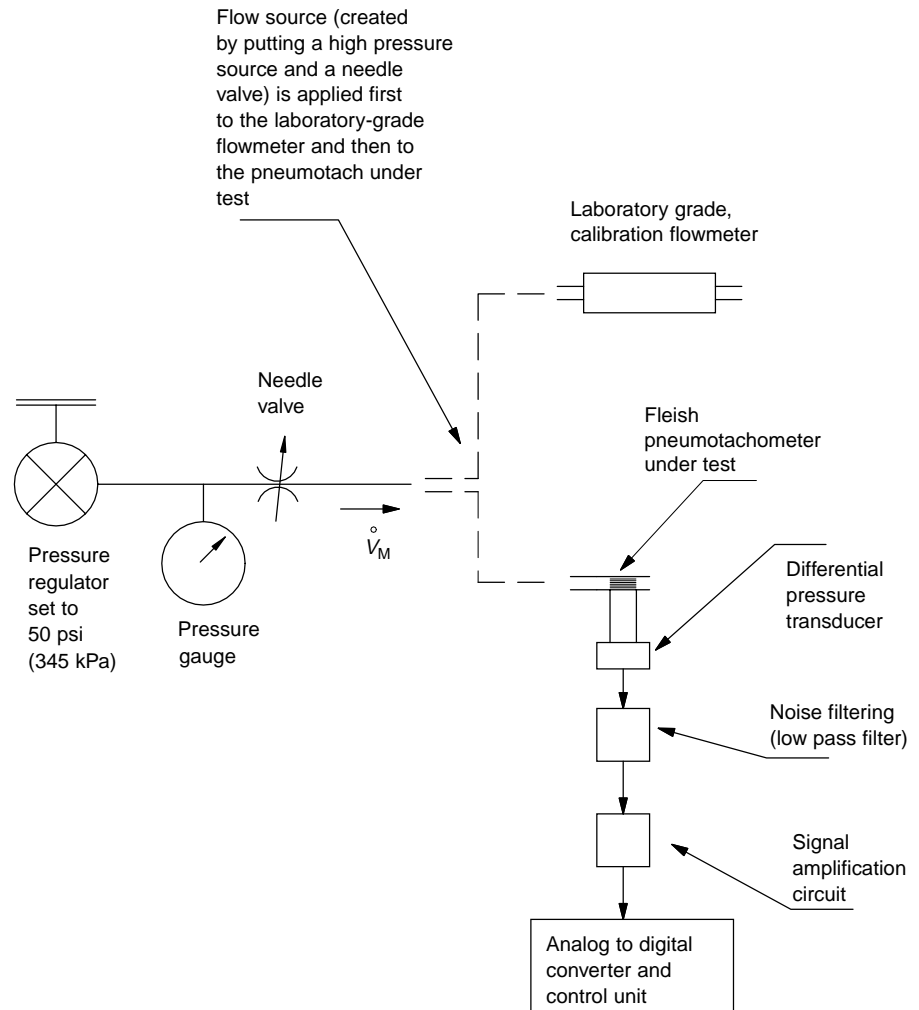 Flow source (created
by putting a high pressure
source and a needle
valve) is applied first
to the laboratory-grade
flowmeter and then to
the pneumotach under
test
Laboratory grade,
calibration flowmeter
Needle
valve
Fleish
pneumotachometer
under test
V̊M
Pressure
regulator
set to
50 psi
(345 kPa)
Pressure
gauge
Differential
pressure
transducer
Noise filtering
(low pass filter)
Signal
amplification
circuit
Analog to digital
converter and
control unit